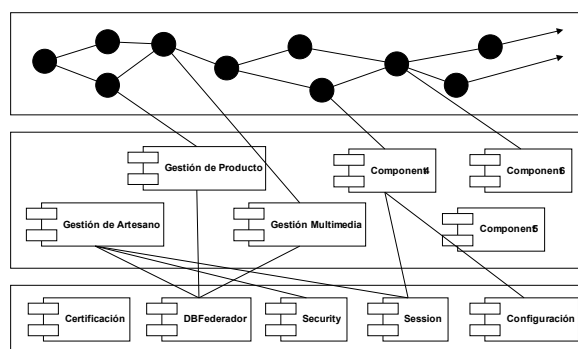 Gestión de Producto
Component4
Component6
Gestión de Artesano
Gestión Multimedia
Component5
Certificación
DBFederador
Security
Session
Configuración